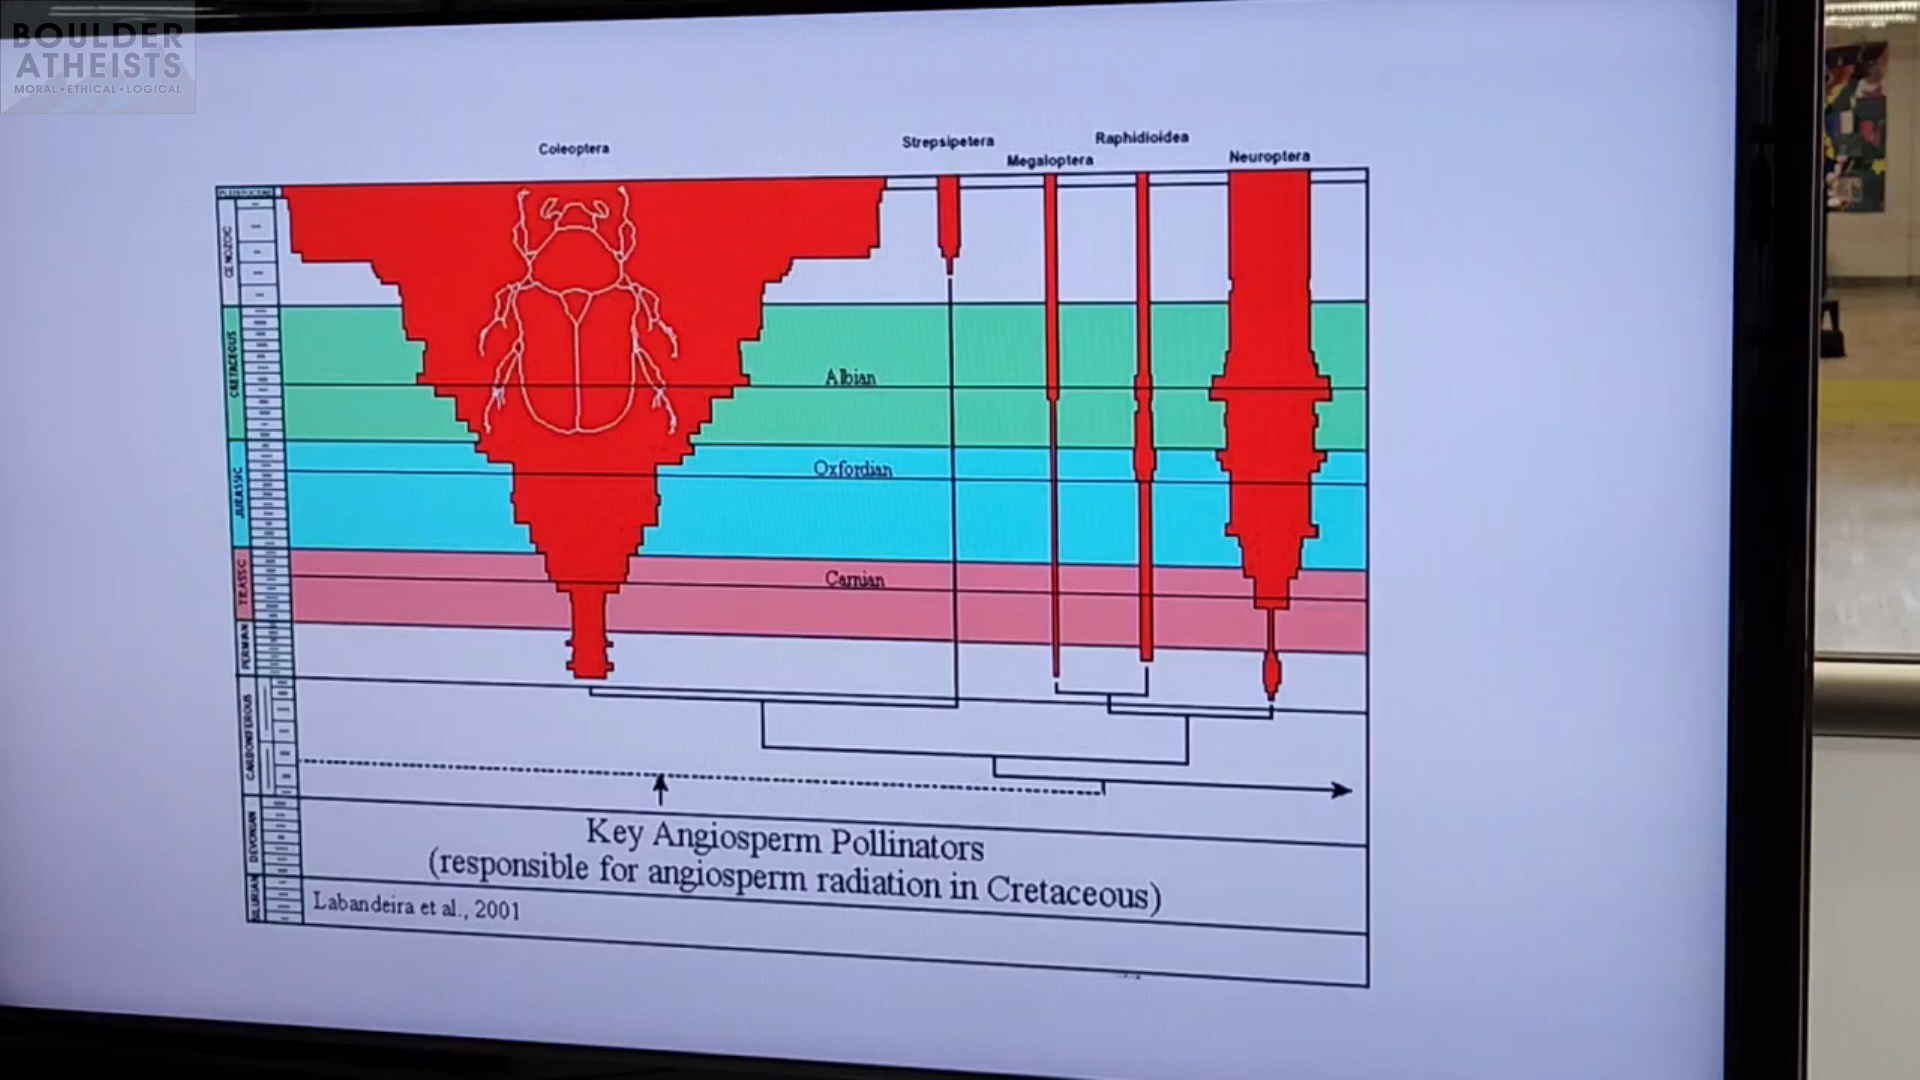 BOULDER
ATHEISTS
MORAL•ETHICAL•LOGICAL
Coleoptera
Strepsipetera
Megaloptera
Raphidioidea
Neuroptera
CENOZOIC
CRETACEOUS
JURASSIC
TRIASSC
PERMIAN
CARBONIFEROUS
DEVONIAN
SILURIAN
Albian
Oxfordian
Carnian
Key Angiosperm Pollinators
(responsible for angiosperm radiation in Cretaceous)
Labandeira et al., 2001